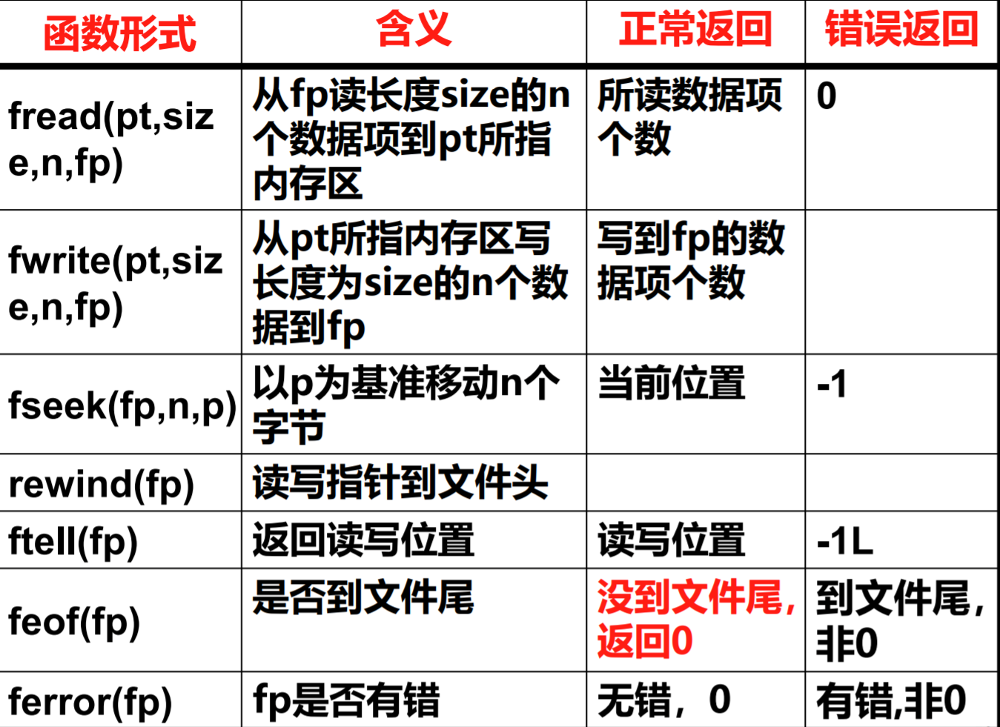 函数形式
含义
正常返回
错误返回
fread(pt,siz
e,n,fp)
从fp读长度size的n
个数据项到pt所指
内存区
所读数据项
个数
0
fwrite(pt,siz
e,n,fp)
从pt所指内存区写
长度为size的n个数
据到fp
写到fp的数
据项个数
fseek(fp,n,p)
以p为基准移动n个
字节
当前位置
-1
rewind(fp)
读写指针到文件头
ftell(fp)
返回读写位置
读写位置
-1L
feof(fp)
是否到文件尾
没到文件尾，
返回0
到文件尾，
非0
ferror(fp)
fp是否有错
无错，0
有错,非0